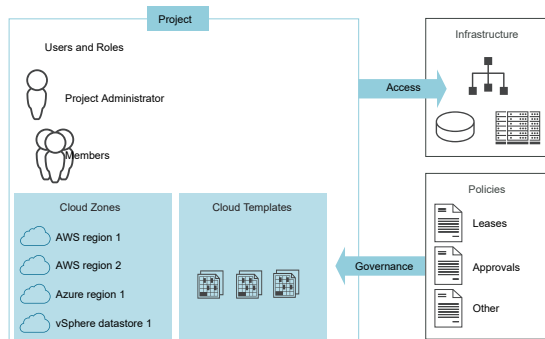 Project
Users and Roles
Project Administrator
Members
Cloud Zones
AWS region 1
AWS region 2
Azure region 1
vSphere datastore 1
Cloud Templates
Access
Governance
Infrastructure
Policies
Leases
Approvals
Other